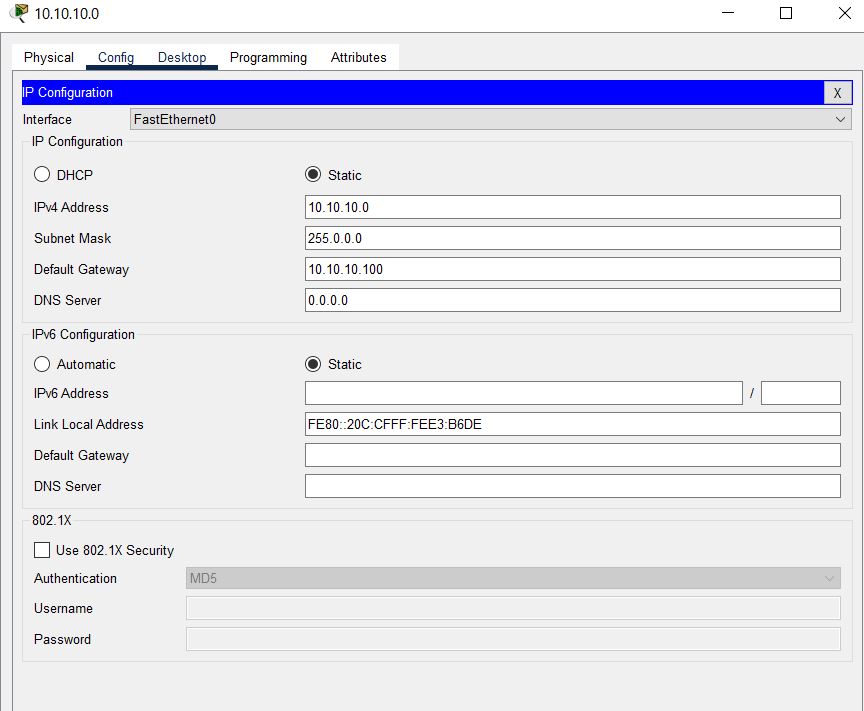 10.10.10.0
Physical Config Desktop Programming Attributes
IP Configuration X
Interface FastEthernet0
IP Configuration
DHCP Static
IPv4 Address 10.10.10.0
Subnet Mask 255.0.0.0
Default Gateway 10.10.10.100
DNS Server 0.0.0.0
IPv6 Configuration
Automatic Static
IPv6 Address /
Link Local Address FE80::20C:CFFF:FEE3:B6DE
Default Gateway
DNS Server
802.1X
Use 802.1X Security
Authentication MD5
Username
Password